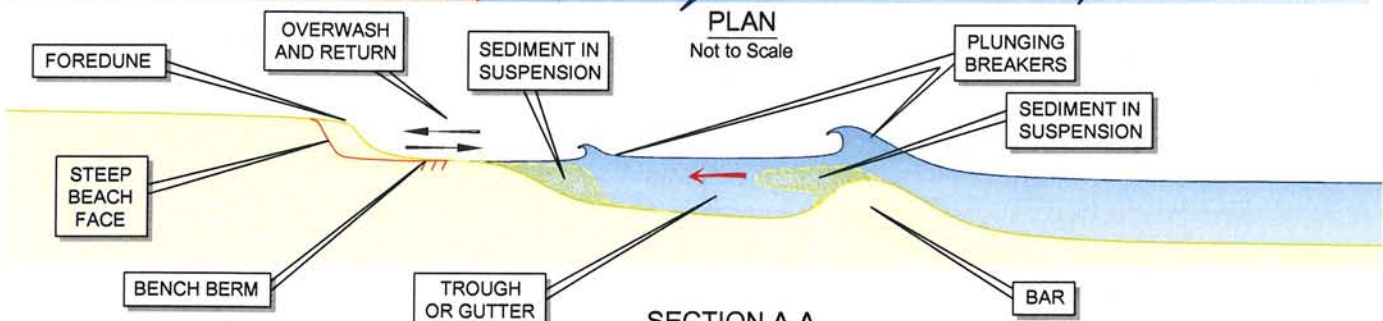 PLAN
Not to Scale
FOREDUNE
OVERWASH
AND RETURN
SEDIMENT IN
SUSPENSION
PLUNGING
BREAKERS
SEDIMENT IN
SUSPENSION
STEEP
BEACH
FACE
BENCH BERM
TROUGH
OR GUTTER
BAR
SECTION A-A